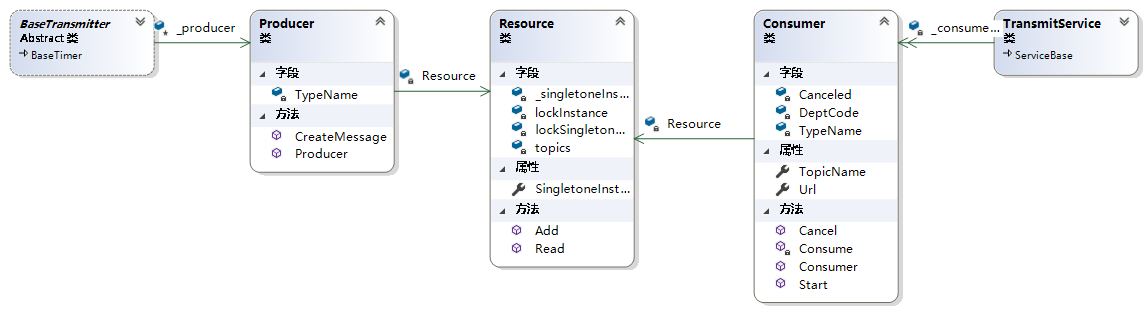 BaseTransmitter
Abstract 类
BaseTimer
_producer
Producer
类
字段
TypeName
方法
CreateMessage
Producer
Resource
Resource
类
字段
_singletoneIns...
lockInstance
lockSingleton...
topics
属性
SingletoneInst...
方法
Add
Read
Resource
Consumer
类
字段
Canceled
DeptCode
TypeName
属性
TopicName
Url
方法
Cancel
Consume
Consumer
Start
_consume...
TransmitService
类
ServiceBase